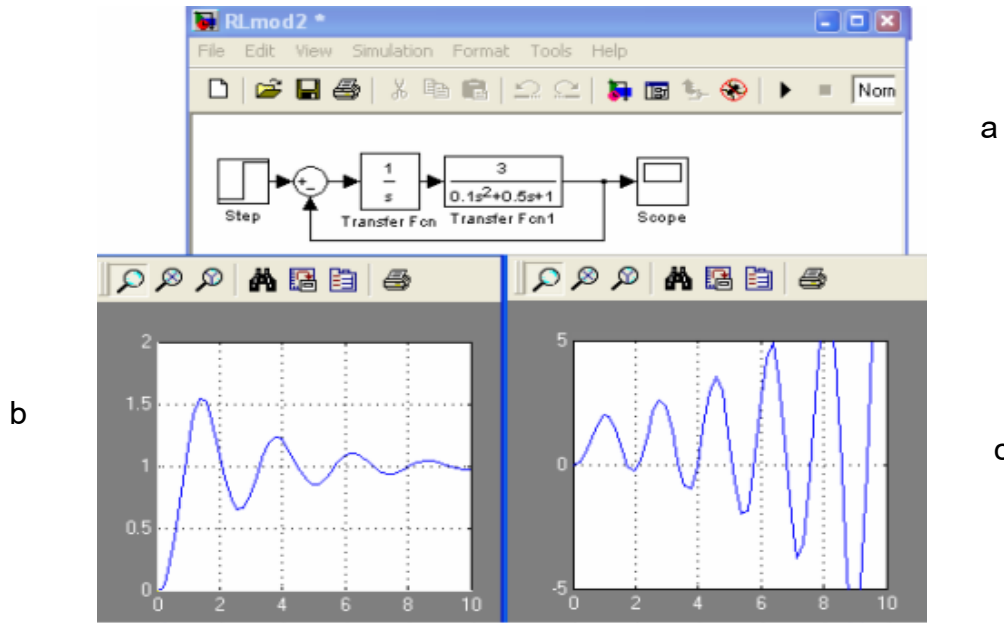 RLmod2 *
File Edit View Simulation Format Tools Help
Nom
a
+
−
1
s
3
0.1s²+0.5s+1
Step
Transfer Fcn
Transfer Fcn1
Scope
b
2
1.5
1
0.5
0
0 2 4 6 8 10
5
0
-5
0 2 4 6 8 10